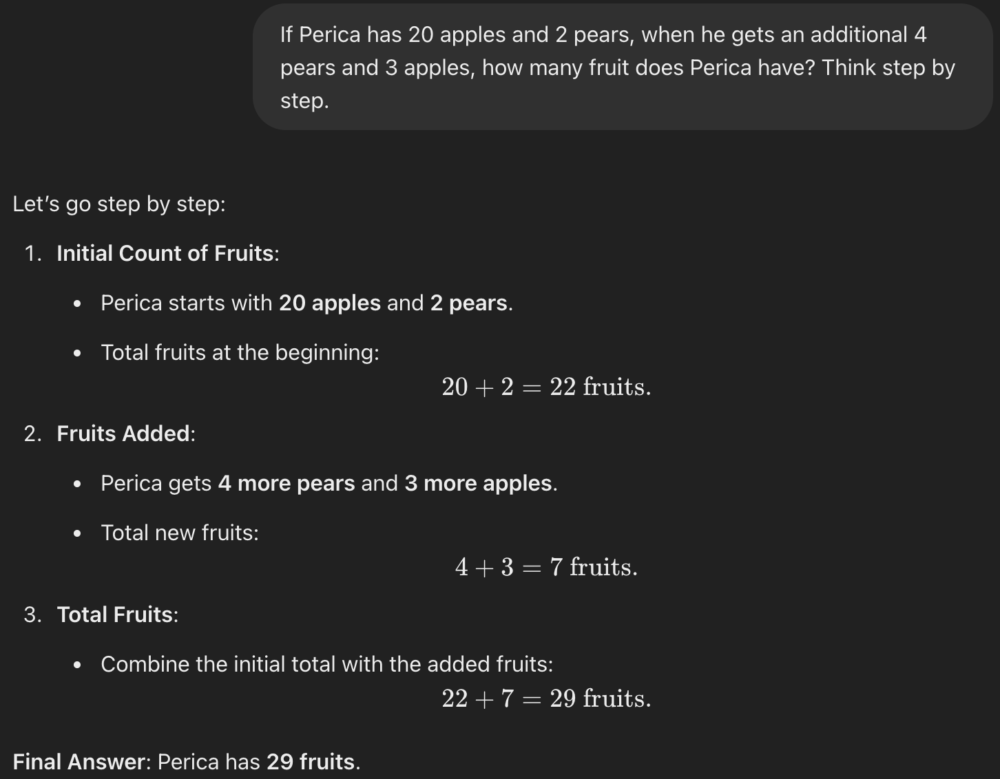 If Perica has 20 apples and 2 pears, when he gets an additional 4
pears and 3 apples, how many fruit does Perica have? Think step by
step.
Let’s go step by step:
1. Initial Count of Fruits:
• Perica starts with 20 apples and 2 pears.
• Total fruits at the beginning:
20 + 2 = 22 fruits.
2. Fruits Added:
• Perica gets 4 more pears and 3 more apples.
• Total new fruits:
4 + 3 = 7 fruits.
3. Total Fruits:
• Combine the initial total with the added fruits:
22 + 7 = 29 fruits.
Final Answer: Perica has 29 fruits.